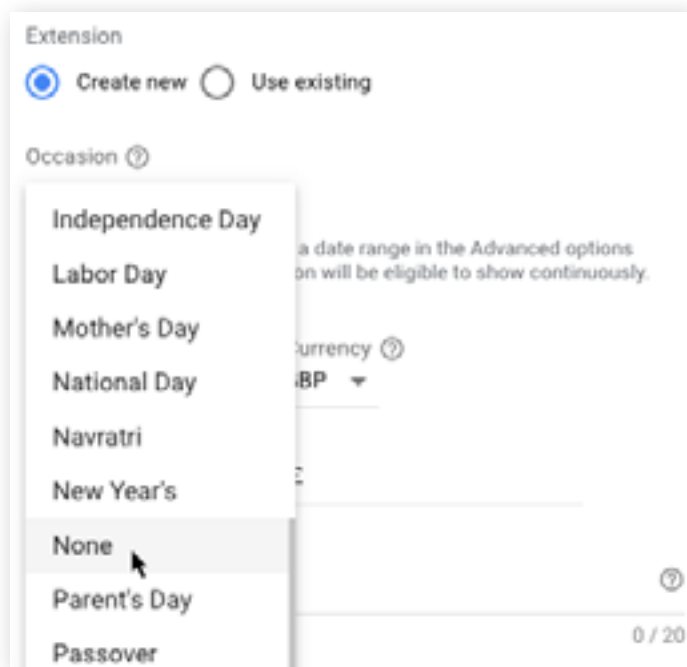 Extension
Create new Use existing
Occasion
Independence Day
a date range in the Advanced options
Labor Day
on will be eligible to show continuously.
Mother's Day
urrency
National Day
BP
Navratri
New Year's
None
Parent's Day
0 / 20
Passover